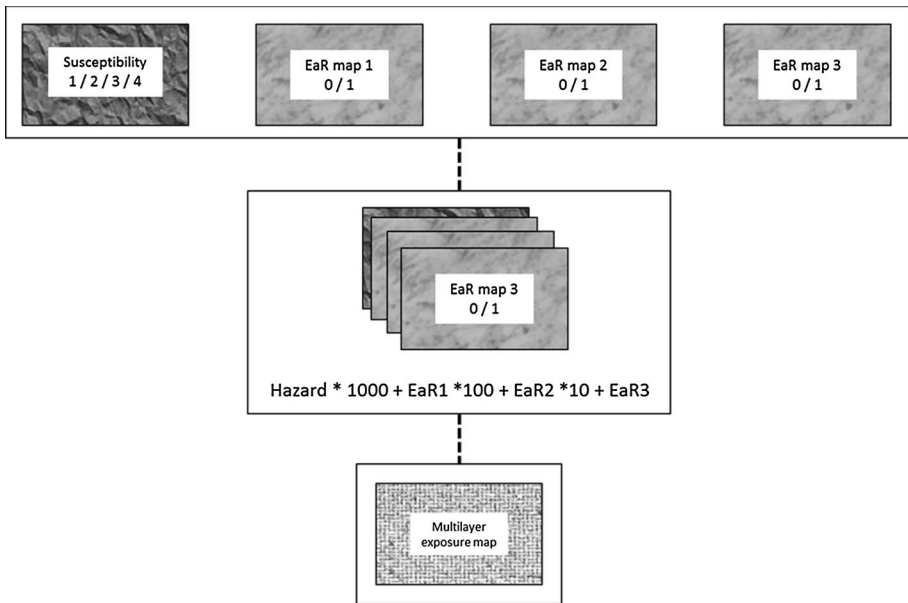 Susceptibility
1 / 2 / 3 / 4
EaR map 1
0 / 1
EaR map 2
0 / 1
EaR map 3
0 / 1
EaR map 3
0 / 1
Hazard * 1000 + EaR1 *100 + EaR2 *10 + EaR3
Multilayer
exposure map